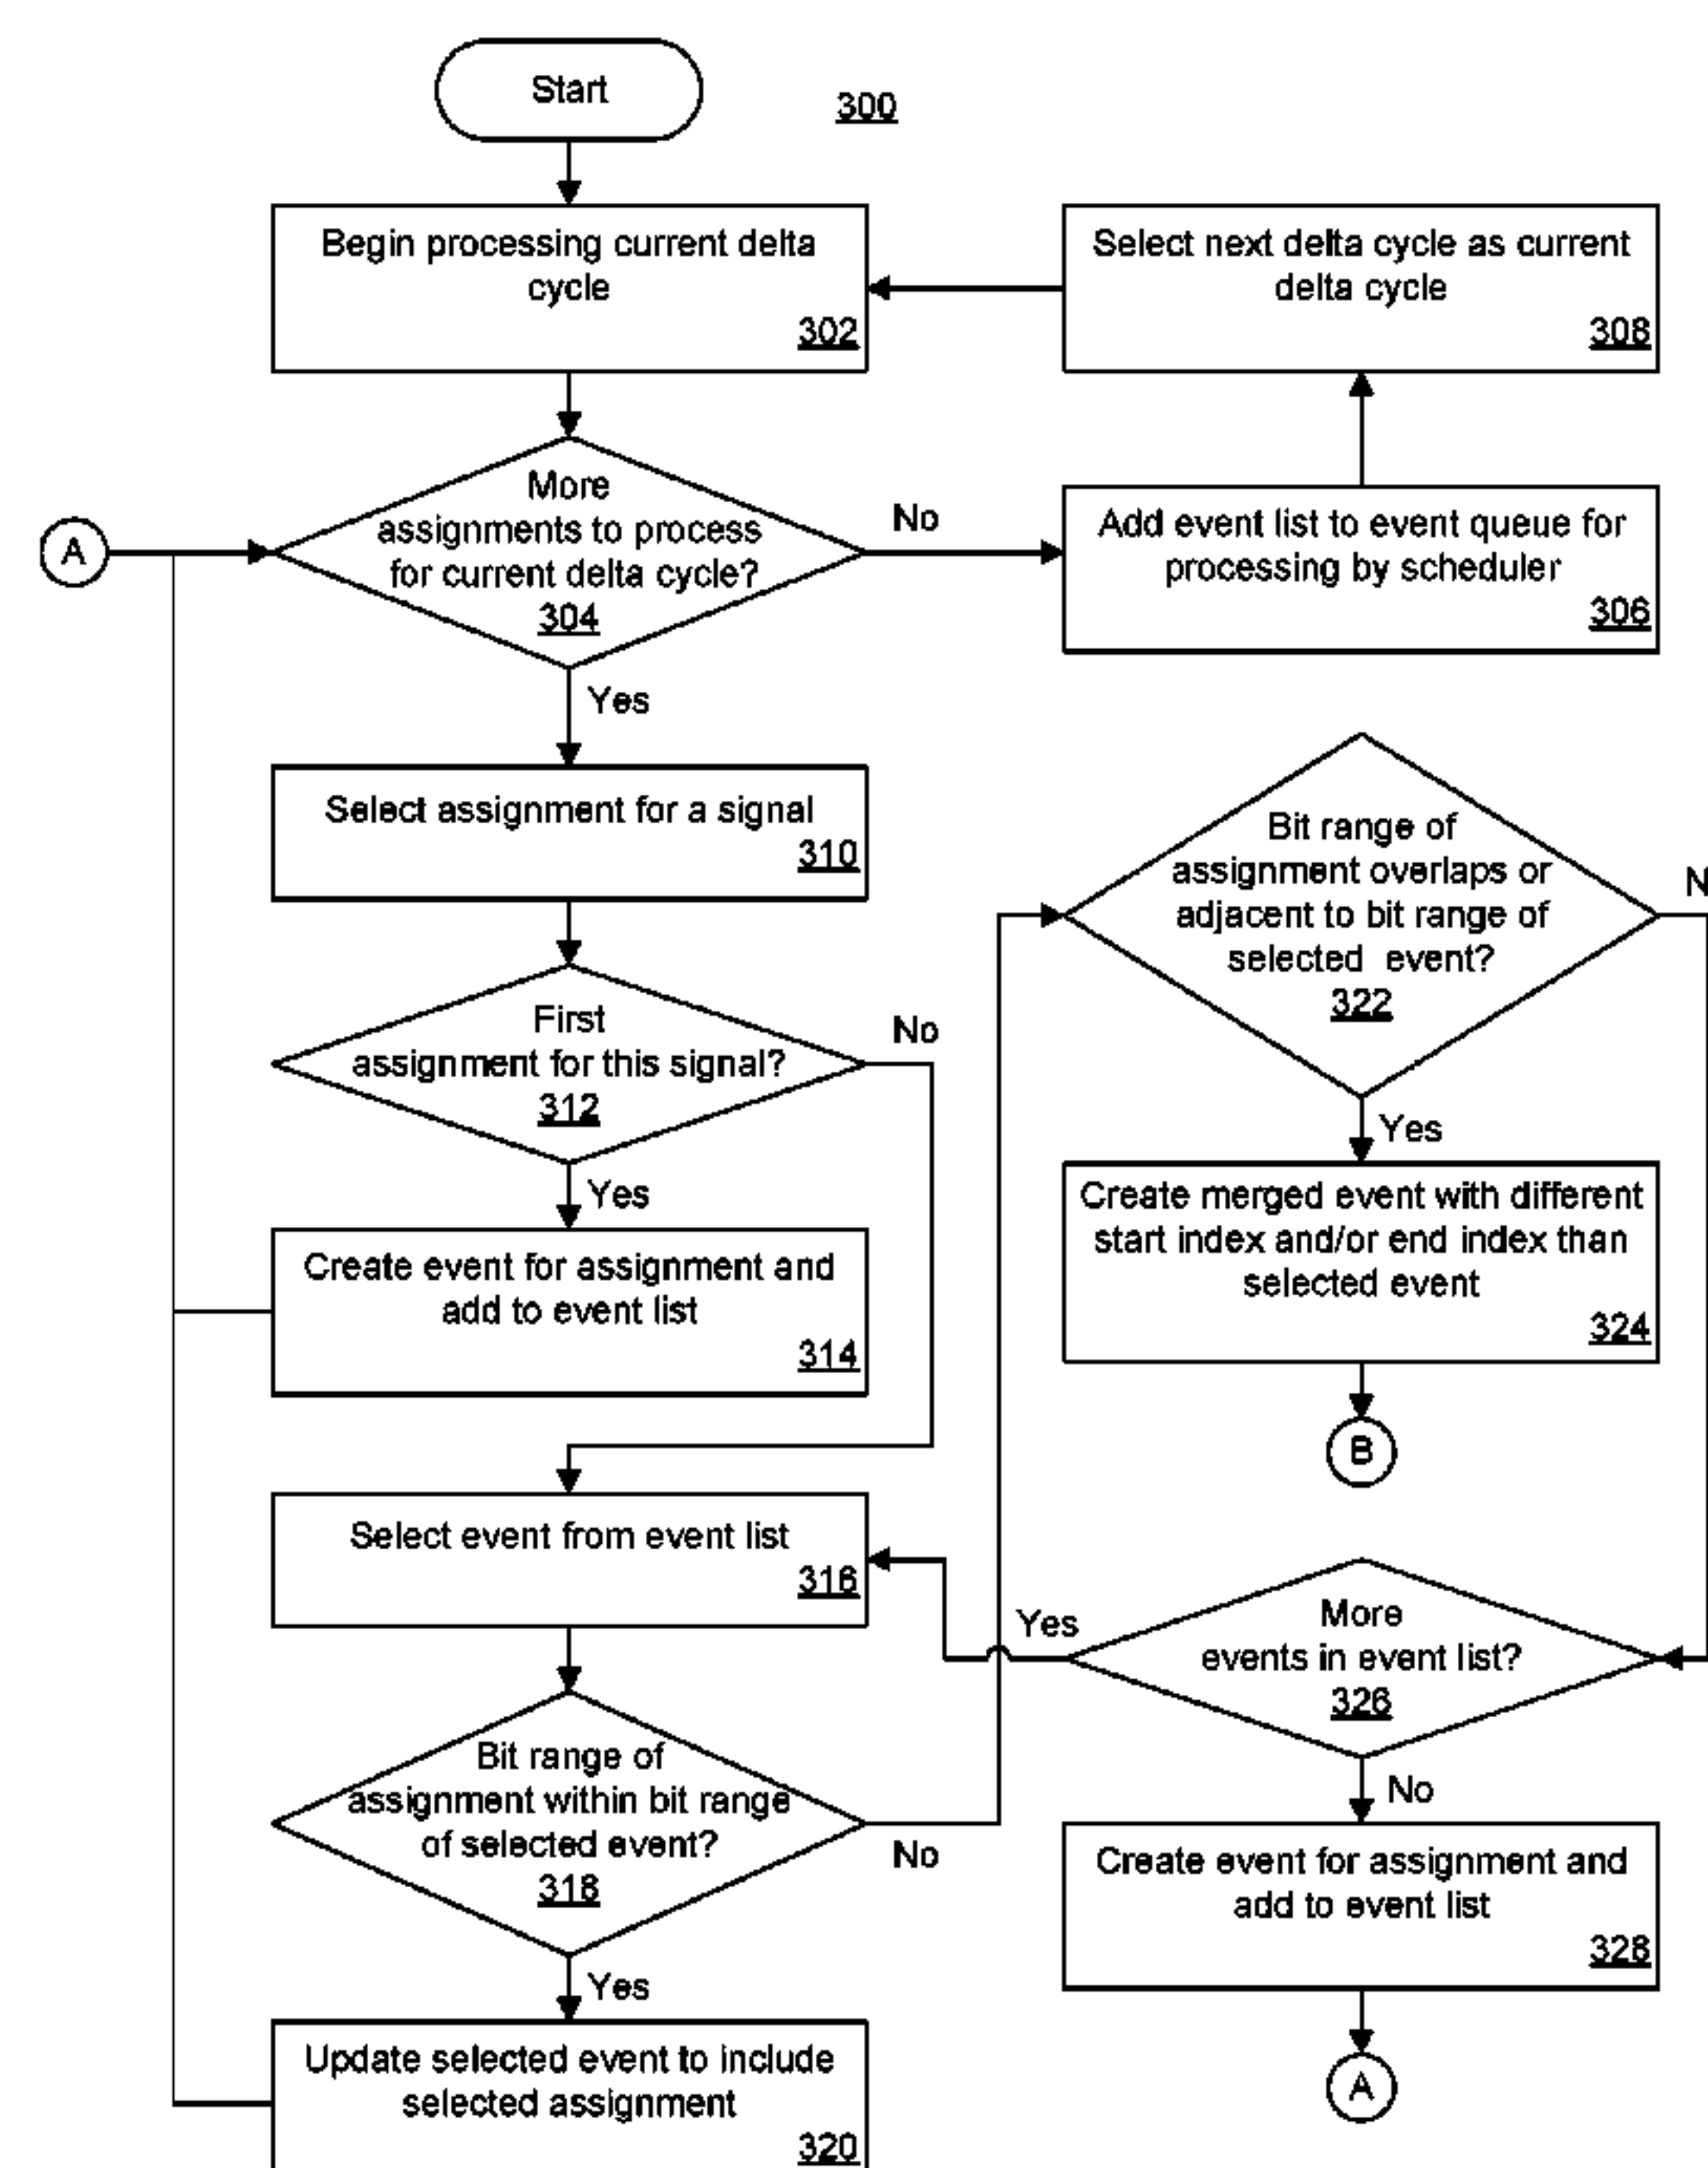 Start
300
Begin processing current delta
cycle
302
Select next delta cycle as current
delta cycle
308
More
assignments to process
for current delta cycle?
304
A
No
Add event list to event queue for
processing by scheduler
306
Yes
Select assignment for a signal
310
First
assignment for this signal?
312
No
Yes
Create event for assignment and
add to event list
314
Select event from event list
316
Bit range of
assignment within bit range
of selected event?
318
No
Yes
Update selected event to include
selected assignment
320
Bit range of
assignment overlaps or
adjacent to bit range of
selected event?
322
N
Yes
Create merged event with different
start index and/or end index than
selected event
324
B
More
events in event list?
326
Yes
No
Create event for assignment and
add to event list
328
A